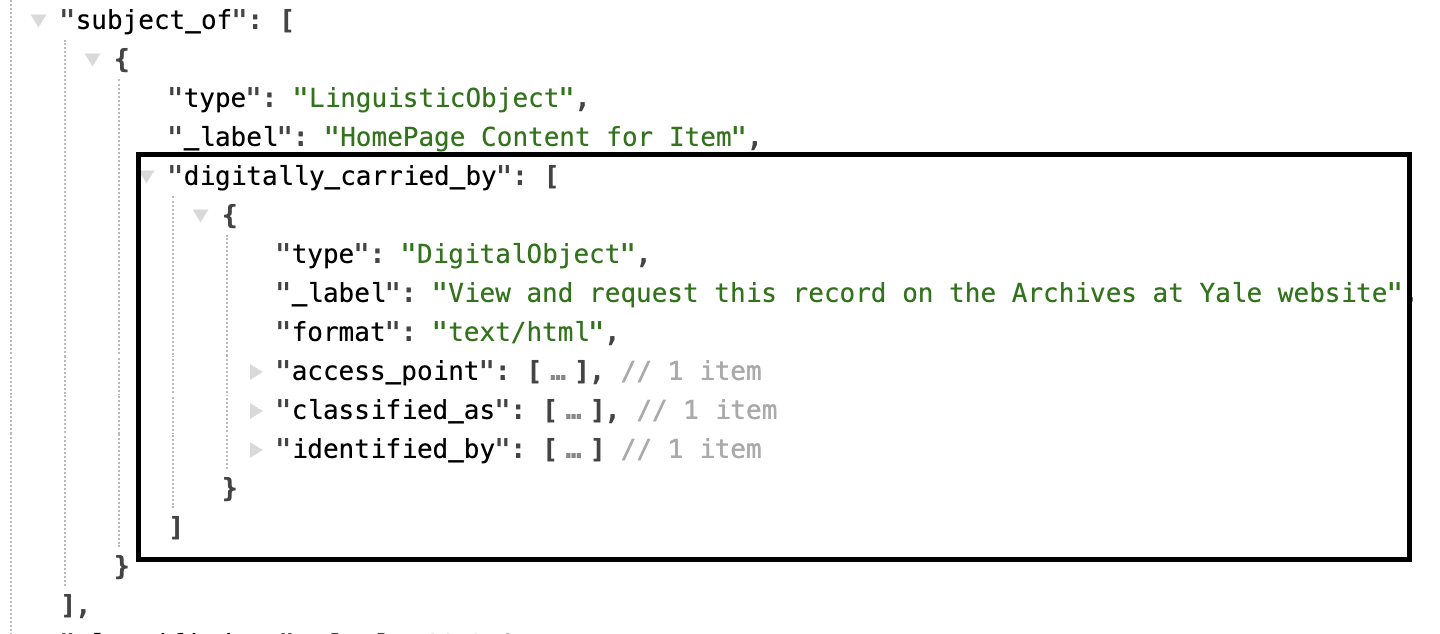 "subject_of": [
{
"type": "LinguisticObject",
"_label": "HomePage Content for Item",
"digitally_carried_by": [
{
"type": "DigitalObject",
"_label": "View and request this record on the Archives at Yale website",
"format": "text/html",
"access_point": [ … ], // 1 item
"classified_as": [ … ], // 1 item
"identified_by": [ … ] // 1 item
}
]
}
],